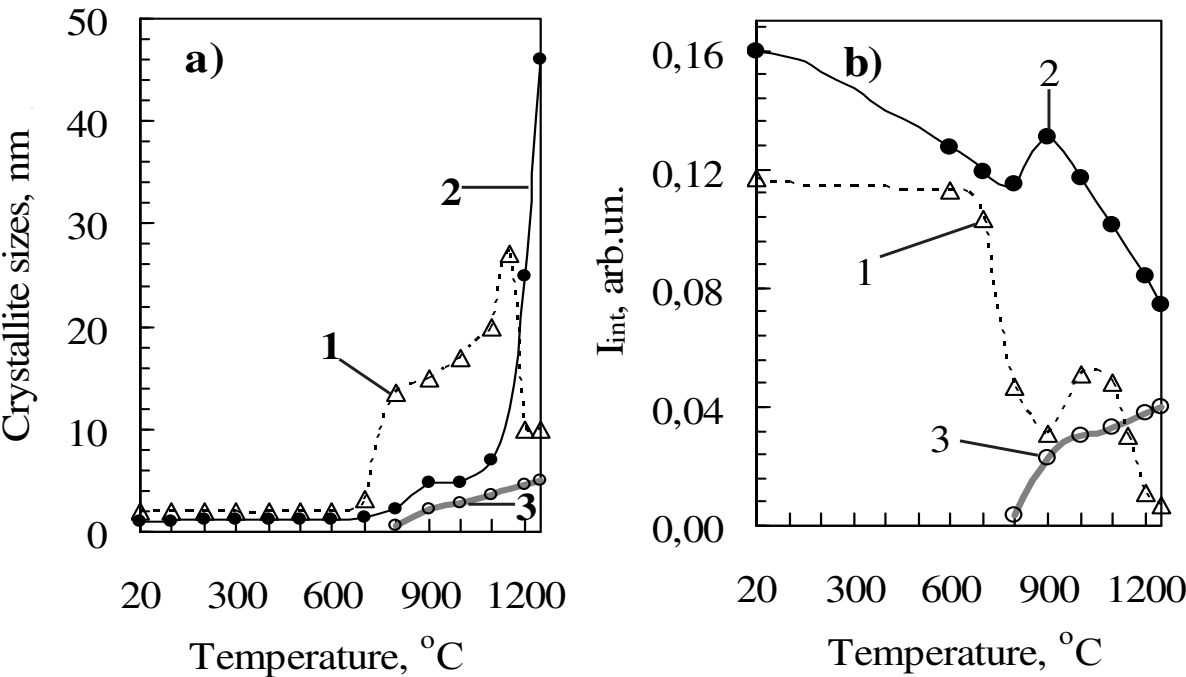 a)
Crystallite sizes, nm
50
40
30
20
10
0
1
2
3
20 300 600 900 1200
Temperature, °C
b)
I_int, arb.un.
0,16
0,12
0,08
0,04
0,00
2
1
3
20 300 600 900 1200
Temperature, °C